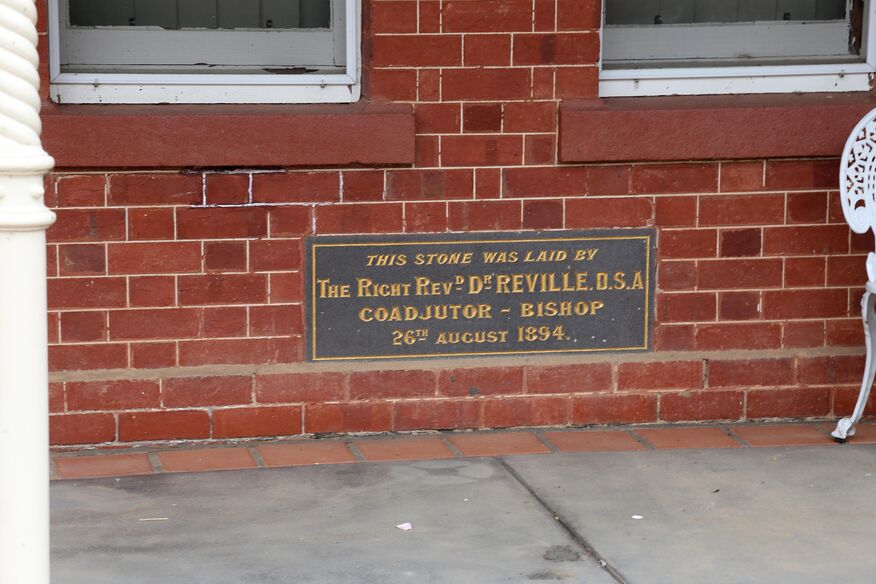 THIS STONE WAS LAID BY
THE RIGHT REVD DR REVILLE. O.S.A
COADJUTOR - BISHOP
26TH AUGUST 1894.